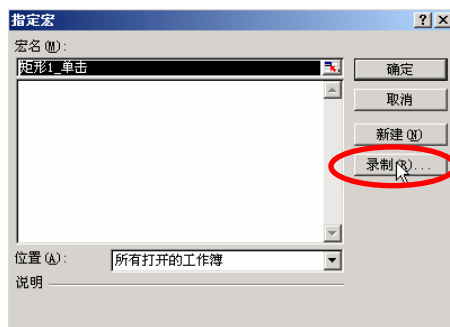 指定宏
宏名(M):
矩形1_单击
确定
取消
新建(N)
录制(R)...
位置(A):
所有打开的工作簿
说明